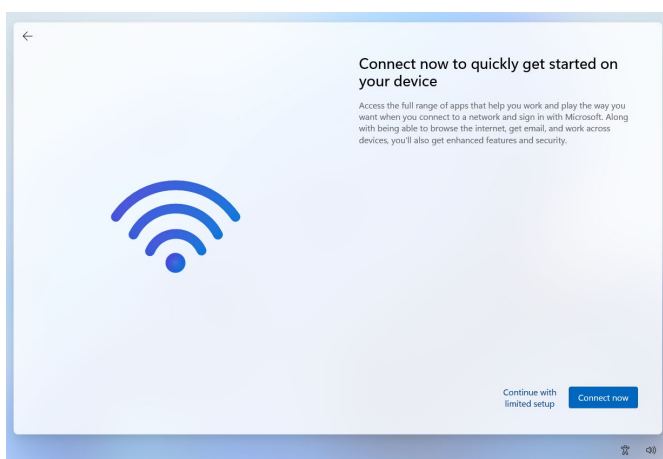 Connect now to quickly get started on
your device
Access the full range of apps that help you work and play the way you
want when you connect to a network and sign in with Microsoft. Along
with being able to browse the internet, get email, and work across
devices, you'll also get enhanced features and security.
Continue with
limited setup
Connect now